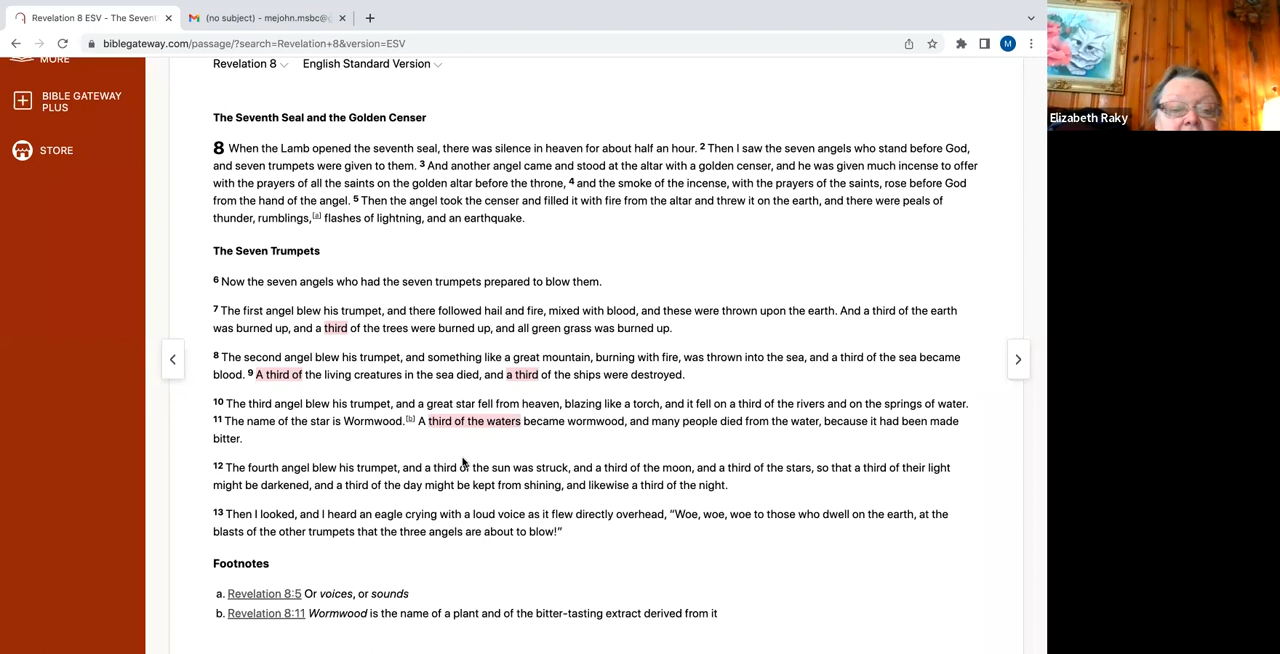 Revelation 8 ESV - The Sevent
(no subject) - mejohn.msbc@
biblegateway.com/passage/?search=Revelation+8&version=ESV
M
MORE
BIBLE GATEWAY
PLUS
STORE
Revelation 8
English Standard Version
The Seventh Seal and the Golden Censer
8 When the Lamb opened the seventh seal, there was silence in heaven for about half an hour. 2 Then I saw the seven angels who stand before God,
and seven trumpets were given to them. 3 And another angel came and stood at the altar with a golden censer, and he was given much incense to offer
with the prayers of all the saints on the golden altar before the throne, 4 and the smoke of the incense, with the prayers of the saints, rose before God
from the hand of the angel. 5 Then the angel took the censer and filled it with fire from the altar and threw it on the earth, and there were peals of
thunder, rumblings,[a] flashes of lightning, and an earthquake.
The Seven Trumpets
6 Now the seven angels who had the seven trumpets prepared to blow them.
7 The first angel blew his trumpet, and there followed hail and fire, mixed with blood, and these were thrown upon the earth. And a third of the earth
was burned up, and a third of the trees were burned up, and all green grass was burned up.
8 The second angel blew his trumpet, and something like a great mountain, burning with fire, was thrown into the sea, and a third of the sea became
blood. 9 A third of the living creatures in the sea died, and a third of the ships were destroyed.
10 The third angel blew his trumpet, and a great star fell from heaven, blazing like a torch, and it fell on a third of the rivers and on the springs of water.
11 The name of the star is Wormwood.[b] A third of the waters became wormwood, and many people died from the water, because it had been made
bitter.
12 The fourth angel blew his trumpet, and a third of the sun was struck, and a third of the moon, and a third of the stars, so that a third of their light
might be darkened, and a third of the day might be kept from shining, and likewise a third of the night.
13 Then I looked, and I heard an eagle crying with a loud voice as it flew directly overhead, "Woe, woe, woe to those who dwell on the earth, at the
blasts of the other trumpets that the three angels are about to blow!"
Footnotes
a. Revelation 8:5 Or voices, or sounds
b. Revelation 8:11 Wormwood is the name of a plant and of the bitter-tasting extract derived from it
Elizabeth Raky